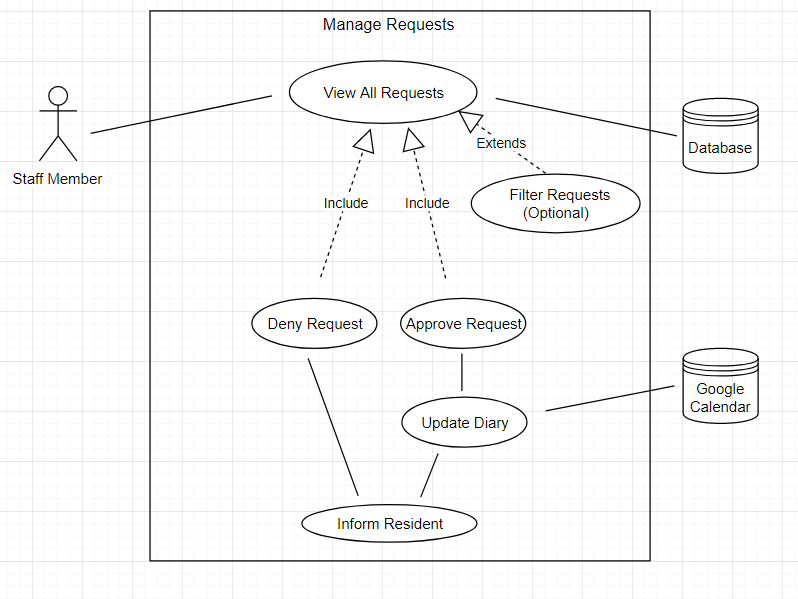 Manage Requests
View All Requests
Staff Member
Database
Extends
Include
Include
Filter Requests
(Optional)
Deny Request
Approve Request
Google
Calendar
Update Diary
Inform Resident